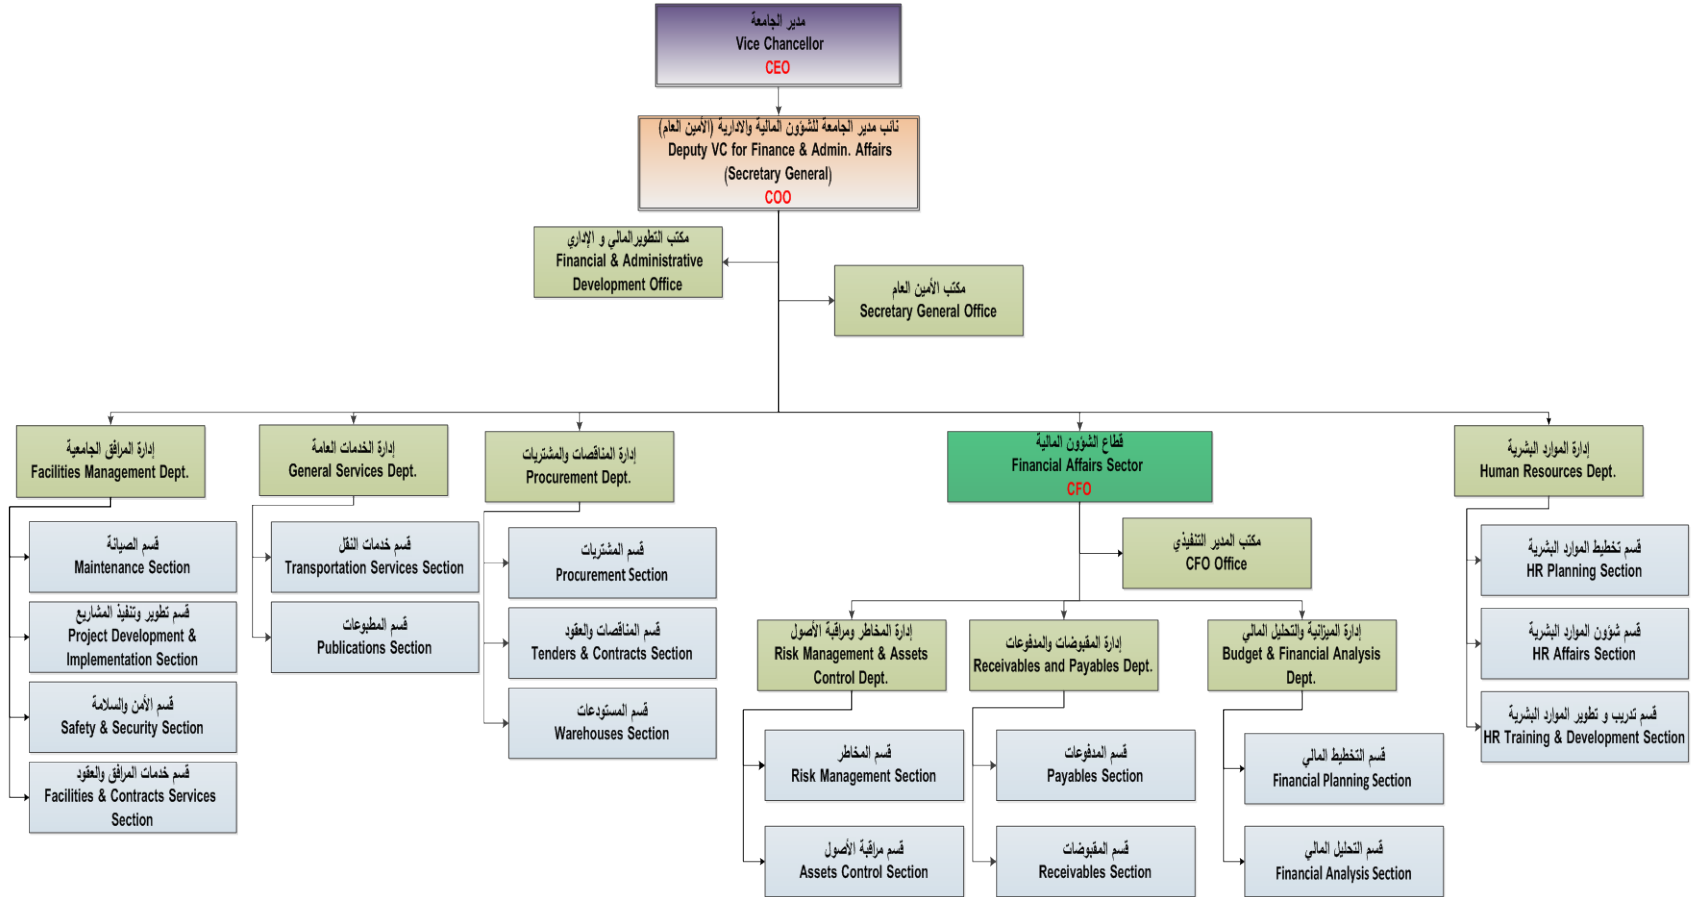 مدير الجامعة
Vice Chancellor
CEO
نائب مدير الجامعة للشؤون المالية والادارية (الأمين العام)
Deputy VC for Finance & Admin. Affairs
(Secretary General)
COO
مكتب التطويرالمالي و الإداري
Financial & Administrative
Development Office
مكتب الأمين العام
Secretary General Office
إدارة المرافق الجامعية
Facilities Management Dept.
قسم الصيانة
Maintenance Section
قسم تطوير وتنفيذ المشاريع
Project Development &
Implementation Section
قسم الأمن والسلامة
Safety & Security Section
قسم خدمات المرافق والعقود
Facilities & Contracts Services
Section
إدارة الخدمات العامة
General Services Dept.
قسم خدمات النقل
Transportation Services Section
قسم المطبوعات
Publications Section
إدارة المناقصات والمشتريات
Procurement Dept.
قسم المشتريات
Procurement Section
قسم المناقصات والعقود
Tenders & Contracts Section
قسم المستودعات
Warehouses Section
قطاع الشؤون المالية
Financial Affairs Sector
CFO
مكتب المدير التنفيذي
CFO Office
إدارة المخاطر ومراقبة الأصول
Risk Management & Assets
Control Dept.
قسم المخاطر
Risk Management Section
قسم مراقبة الأصول
Assets Control Section
إدارة المقبوضات والمدفوعات
Receivables and Payables Dept.
قسم المدفوعات
Payables Section
قسم المقبوضات
Receivables Section
إدارة الميزانية والتحليل المالي
Budget & Financial Analysis
Dept.
قسم التخطيط المالي
Financial Planning Section
قسم التحليل المالي
Financial Analysis Section
إدارة الموارد البشرية
Human Resources Dept.
قسم تخطيط الموارد البشرية
HR Planning Section
قسم شؤون الموارد البشرية
HR Affairs Section
قسم تدريب و تطوير الموارد البشرية
HR Training & Development Section